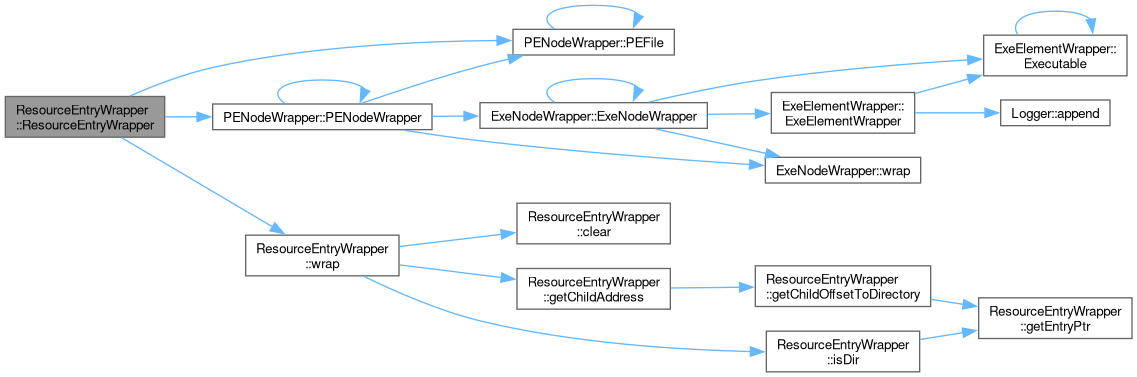 ResourceEntryWrapper
::ResourceEntryWrapper
PENodeWrapper::PEFile
PENodeWrapper::PENodeWrapper
ExeNodeWrapper::ExeNodeWrapper
ExeElementWrapper::
Executable
ExeElementWrapper::
ExeElementWrapper
Logger::append
ExeNodeWrapper::wrap
ResourceEntryWrapper
::wrap
ResourceEntryWrapper
::clear
ResourceEntryWrapper
::getChildAddress
ResourceEntryWrapper
::getChildOffsetToDirectory
ResourceEntryWrapper
::getEntryPtr
ResourceEntryWrapper
::isDir